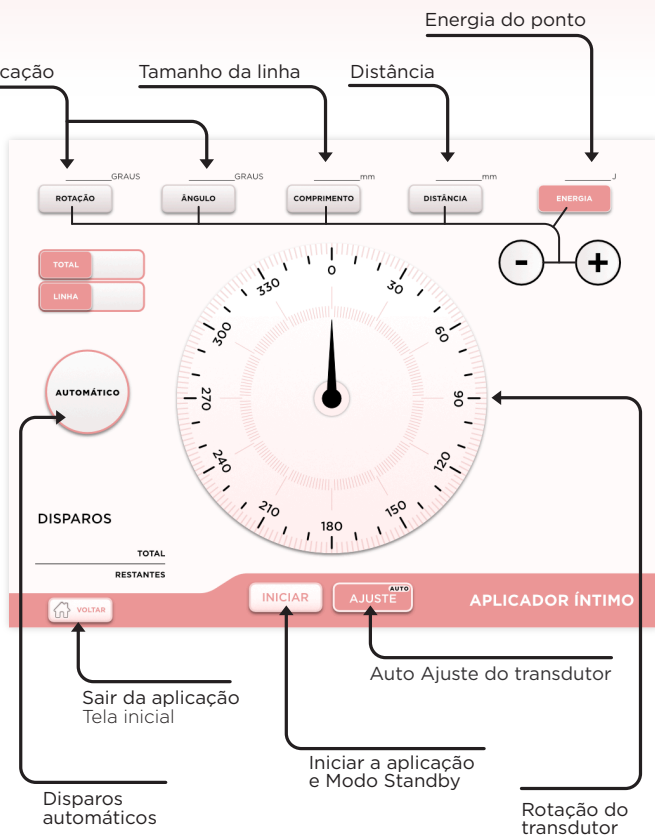 Energia do ponto
cação
Tamanho da linha
Distância
GRAUS
GRAUS
mm
mm
J
ROTAÇÃO
ÂNGULO
COMPRIMENTO
DISTÂNCIA
ENERGIA
- +
TOTAL
LINHA
AUTOMÁTICO
0
30
60
90
120
150
180
210
240
270
300
330
DISPAROS
TOTAL
RESTANTES
VOLTAR
INICIAR
AUTO
AJUSTE
APLICADOR ÍNTIMO
Auto Ajuste do transdutor
Sair da aplicação
Tela inicial
Iniciar a aplicação
e Modo Standby
Disparos
automáticos
Rotação do
transdutor